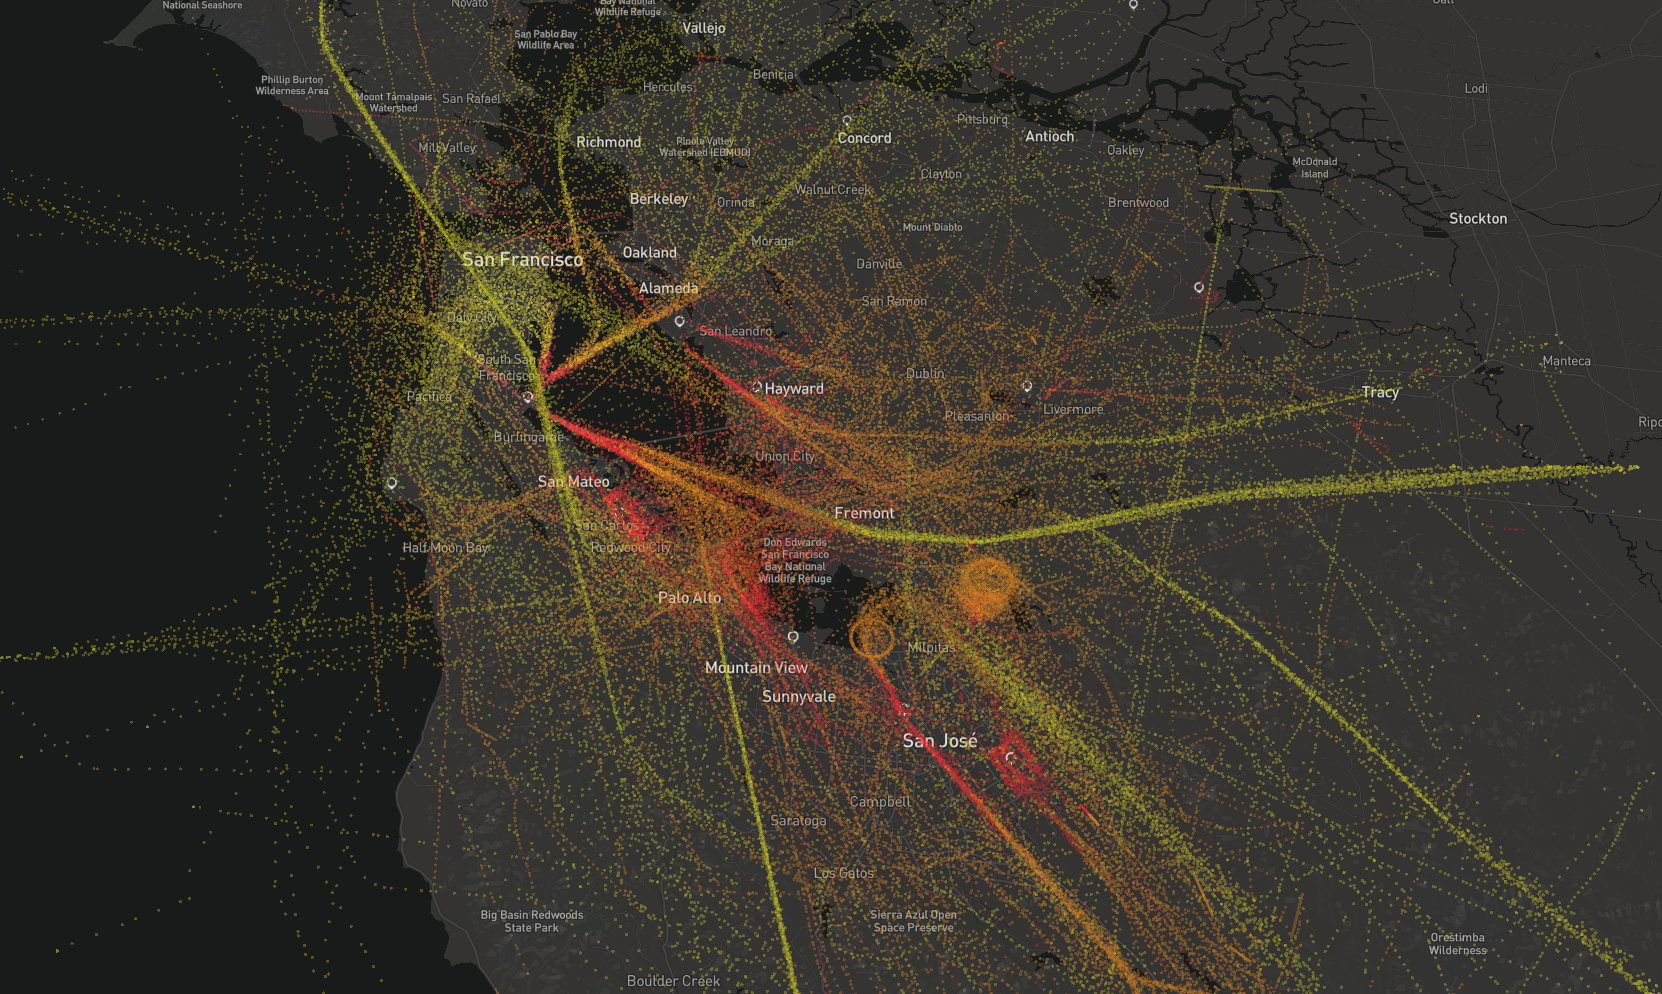 National Seashore
Novato
Bay National
Wildlife Refuge
Vallejo
San Pablo Bay
Wildlife Area
Benicia
Hercules
Phillip Burton
Wilderness Area
Mount Tamalpais
Watershed
San Rafael
Lodi
Pittsburg
Antioch
Concord
Richmond
Pinole Valley
Watershed (EBMUD)
Mill Valley
Oakley
McDonald
Island
Clayton
Walnut Creek
Berkeley
Orinda
Brentwood
Mount Diablo
Stockton
Moraga
Oakland
San Francisco
Danville
Alameda
San Ramon
Daly City
San Leandro
South San
Francisco
Manteca
Dublin
Hayward
Pacifica
Tracy
Livermore
Pleasanton
Burlingame
Union City
San Mateo
Fremont
San Carlos
Half Moon Bay
Redwood City
Don Edwards
San Francisco
Bay National
Wildlife Refuge
Palo Alto
Milpitas
Mountain View
Sunnyvale
San José
Campbell
Saratoga
Los Gatos
Big Basin Redwoods
State Park
Sierra Azul Open
Space Preserve
Orestimba
Wilderness
Boulder Creek